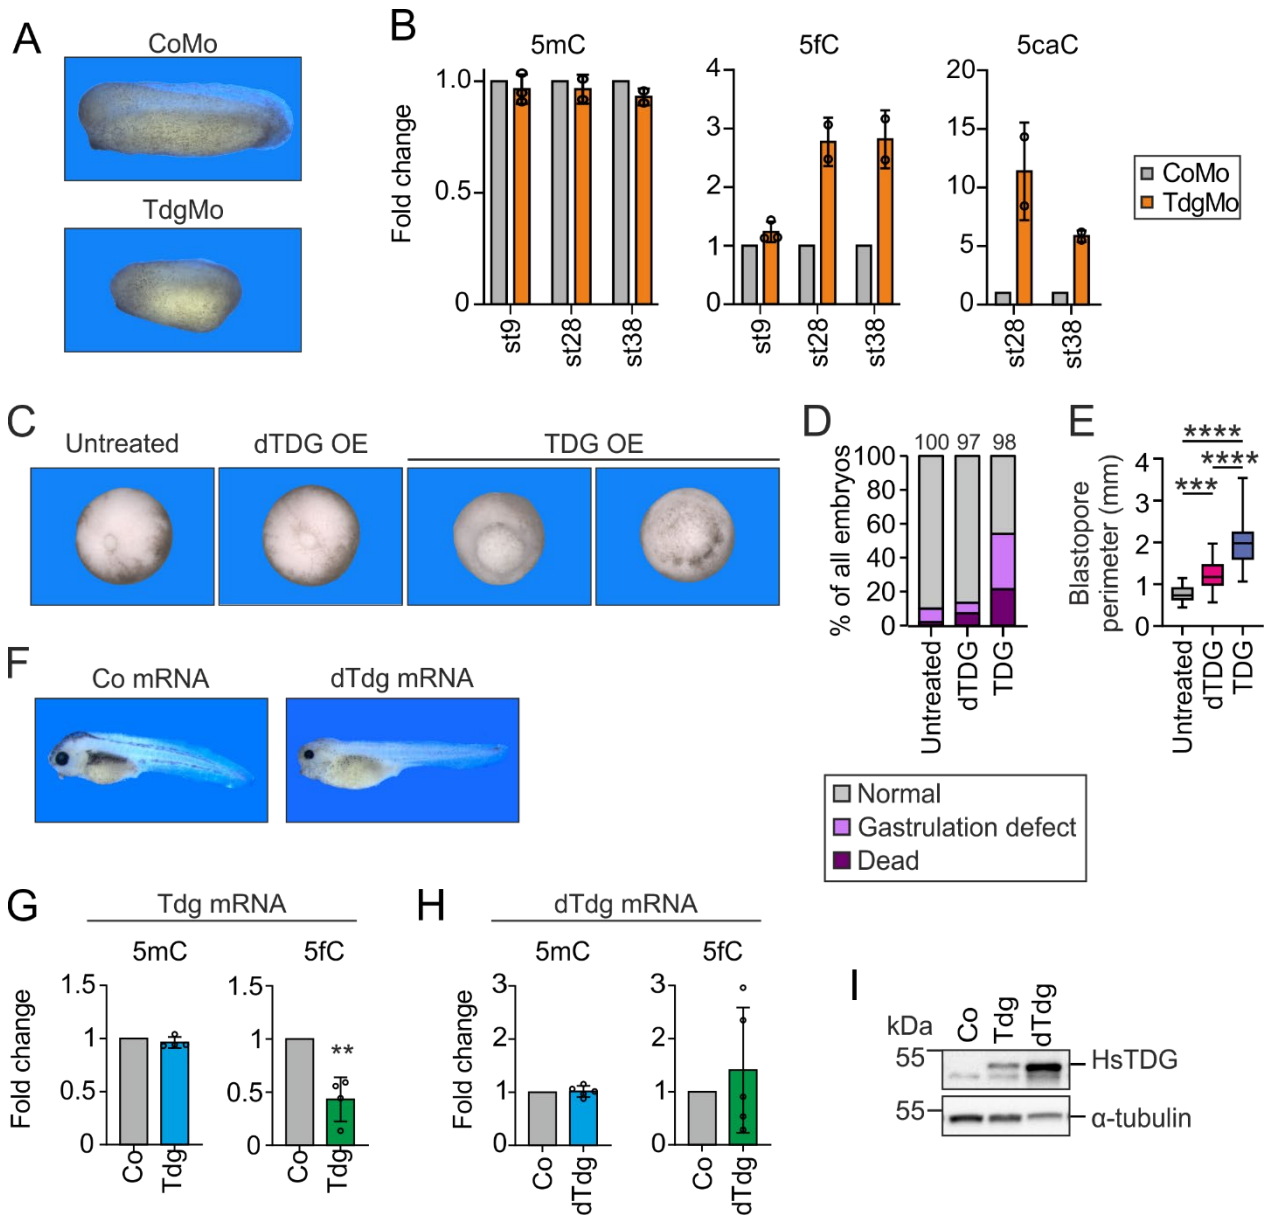 A
CoMo
TdgMo
B
5mC
5fC
5caC
Fold change
1.0
0.5
0
st9
st28
st38
4
3
2
1
0
st9
st28
st38
20
15
10
5
0
st28
st38
CoMo
TdgMo
C
Untreated
dTDG OE
TDG OE
D
100 97 98
% of all embryos
100
80
60
40
20
0
Untreated
dTDG
TDG
Normal
Gastrulation defect
Dead
E
****
****
***
Blastopore
perimeter (mm)
4
3
2
1
0
Untreated
dTDG
TDG
F
Co mRNA
dTdg mRNA
G
Tdg mRNA
5mC
5fC
Fold change
1.5
1
0.5
0
Co
Tdg
1.5
1
0.5
0
**
Co
Tdg
H
dTdg mRNA
5mC
5fC
Fold change
3
2
1
0
Co
dTdg
3
2
1
0
Co
dTdg
I
kDa
Co
Tdg
dTdg
55
HsTDG
55
α-tubulin